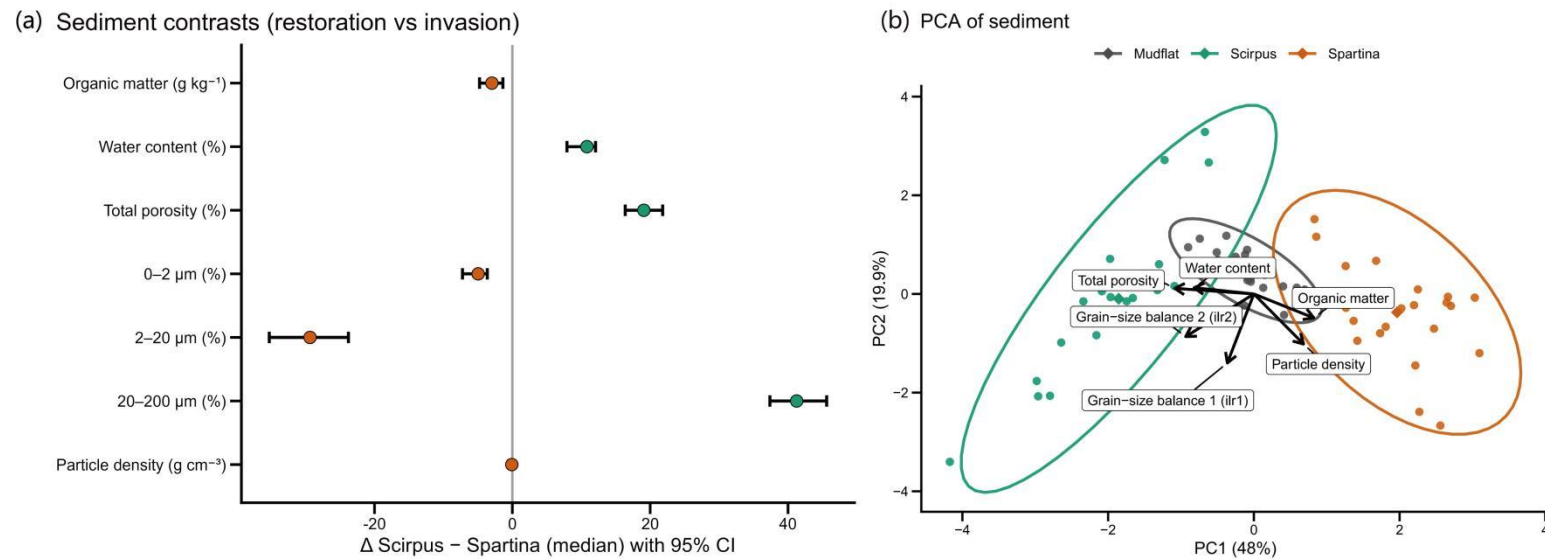 (a) Sediment contrasts (restoration vs invasion)
Organic matter (g kg⁻¹)
Water content (%)
Total porosity (%)
0–2 µm (%)
2–20 µm (%)
20–200 µm (%)
Particle density (g cm⁻³)
-20 0 20 40
Δ Scirpus − Spartina (median) with 95% CI
(b) PCA of sediment
Mudflat Scirpus Spartina
4
2
0
−2
−4
PC2 (19.9%)
Water content
Total porosity
Organic matter
Grain−size balance 2 (ilr2)
Particle density
Grain−size balance 1 (ilr1)
−4 −2 0 2 4
PC1 (48%)